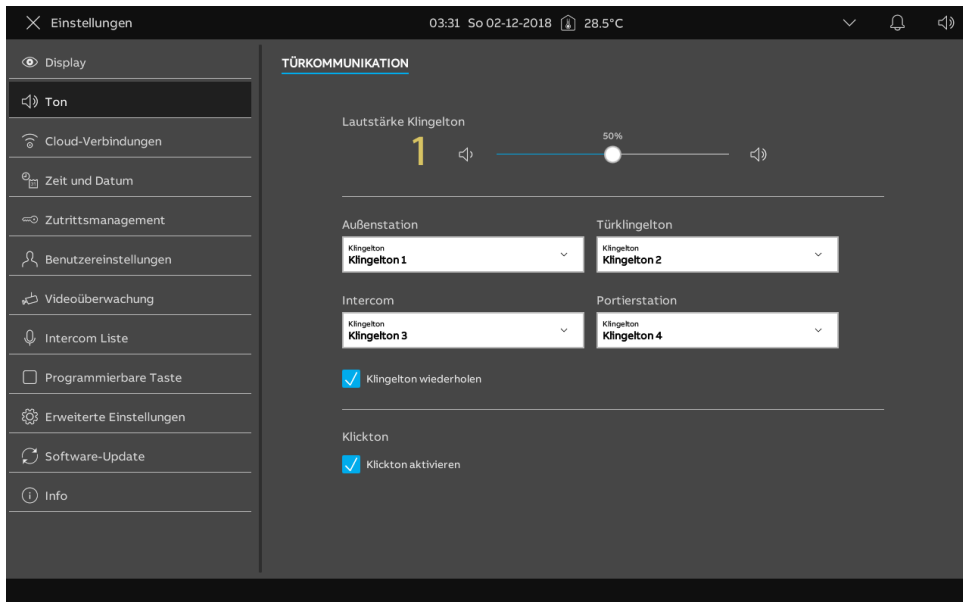 Einstellungen
03:31 So 02-12-2018 28.5°C
Display
Ton
Cloud-Verbindungen
Zeit und Datum
Zutrittsmanagement
Benutzereinstellungen
Videoüberwachung
Intercom Liste
Programmierbare Taste
Erweiterte Einstellungen
Software-Update
Info
TÜRKOMMUNIKATION
Lautstärke Klingelton
1
50%
Außenstation
Klingelton
Klingelton 1
Türklingelton
Klingelton
Klingelton 2
Intercom
Klingelton
Klingelton 3
Portierstation
Klingelton
Klingelton 4
Klingelton wiederholen
Klickton
Klickton aktivieren